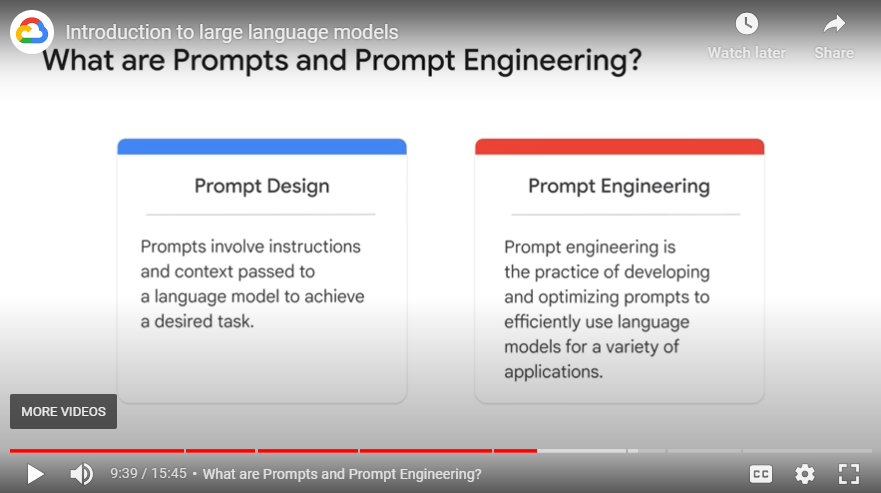 Introduction to large language models
Watch later
Share
What are Prompts and Prompt Engineering?
Prompt Design
Prompts involve instructions
and context passed to
a language model to achieve
a desired task.
Prompt Engineering
Prompt engineering is
the practice of developing
and optimizing prompts to
efficiently use language
models for a variety of
applications.
MORE VIDEOS
9:39 / 15:45 • What are Prompts and Prompt Engineering?
CC